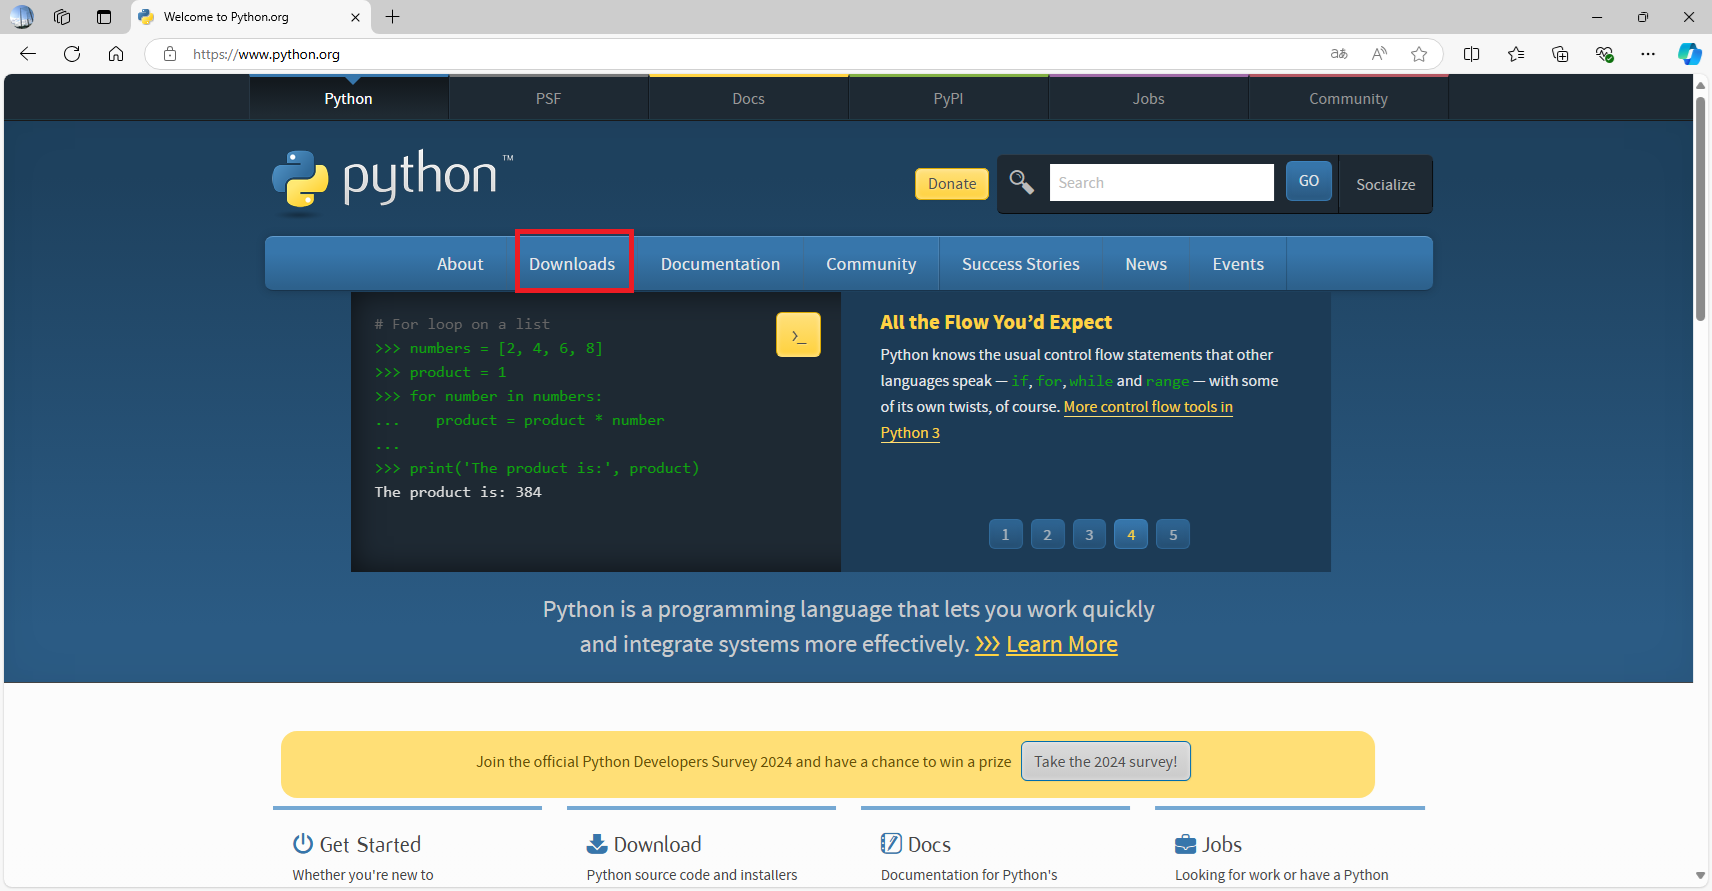 Welcome to Python.org
https://www.python.org
Python
PSF
Docs
PyPI
Jobs
Community
python™
Donate
Search
GO
Socialize
About
Downloads
Documentation
Community
Success Stories
News
Events
# For loop on a list
>>> numbers = [2, 4, 6, 8]
>>> product = 1
>>> for number in numbers:
...    product = product * number
...
>>> print('The product is:', product)
The product is: 384
>_
All the Flow You’d Expect
Python knows the usual control flow statements that other
languages speak — if, for, while and range — with some
of its own twists, of course. More control flow tools in
Python 3
1
2
3
4
5
Python is a programming language that lets you work quickly
and integrate systems more effectively. >>> Learn More
Join the official Python Developers Survey 2024 and have a chance to win a prize
Take the 2024 survey!
Get Started
Whether you're new to
Download
Python source code and installers
Docs
Documentation for Python's
Jobs
Looking for work or have a Python